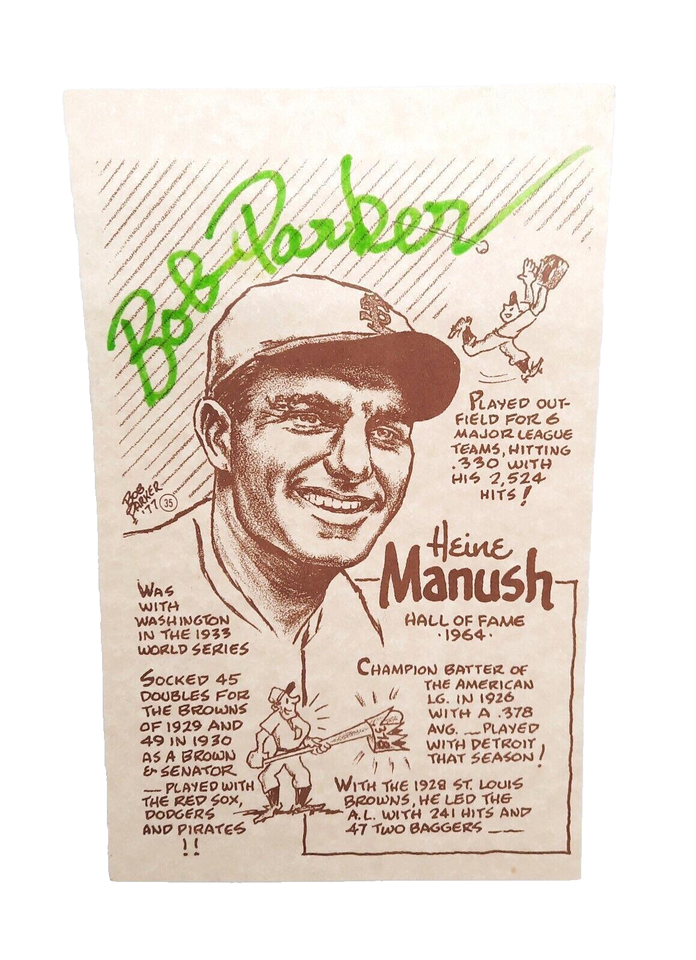 Bob Parker
PLAYED OUT-
FIELD FOR 6
MAJOR LEAGUE
TEAMS, HITTING
.330 WITH
HIS 2,524
HITS!
BOB
PARKER
'77 35
Heine
Manush
HALL OF FAME
·1964·
WAS
WITH
WASHINGTON
IN THE 1933
WORLD SERIES
SOCKED 45
DOUBLES FOR
THE BROWNS
OF 1929 AND
49 IN 1930
AS A BROWN
& SENATOR
— PLAYED WITH
THE RED SOX,
DODGERS
AND PIRATES
!!
CHAMPION BATTER OF
THE AMERICAN
LG. IN 1926
WITH A .378
AVG. — PLAYED
WITH DETROIT
THAT SEASON!
WITH THE 1928 ST. LOUIS
BROWNS, HE LED THE
A.L. WITH 241 HITS AND
47 TWO BAGGERS — —